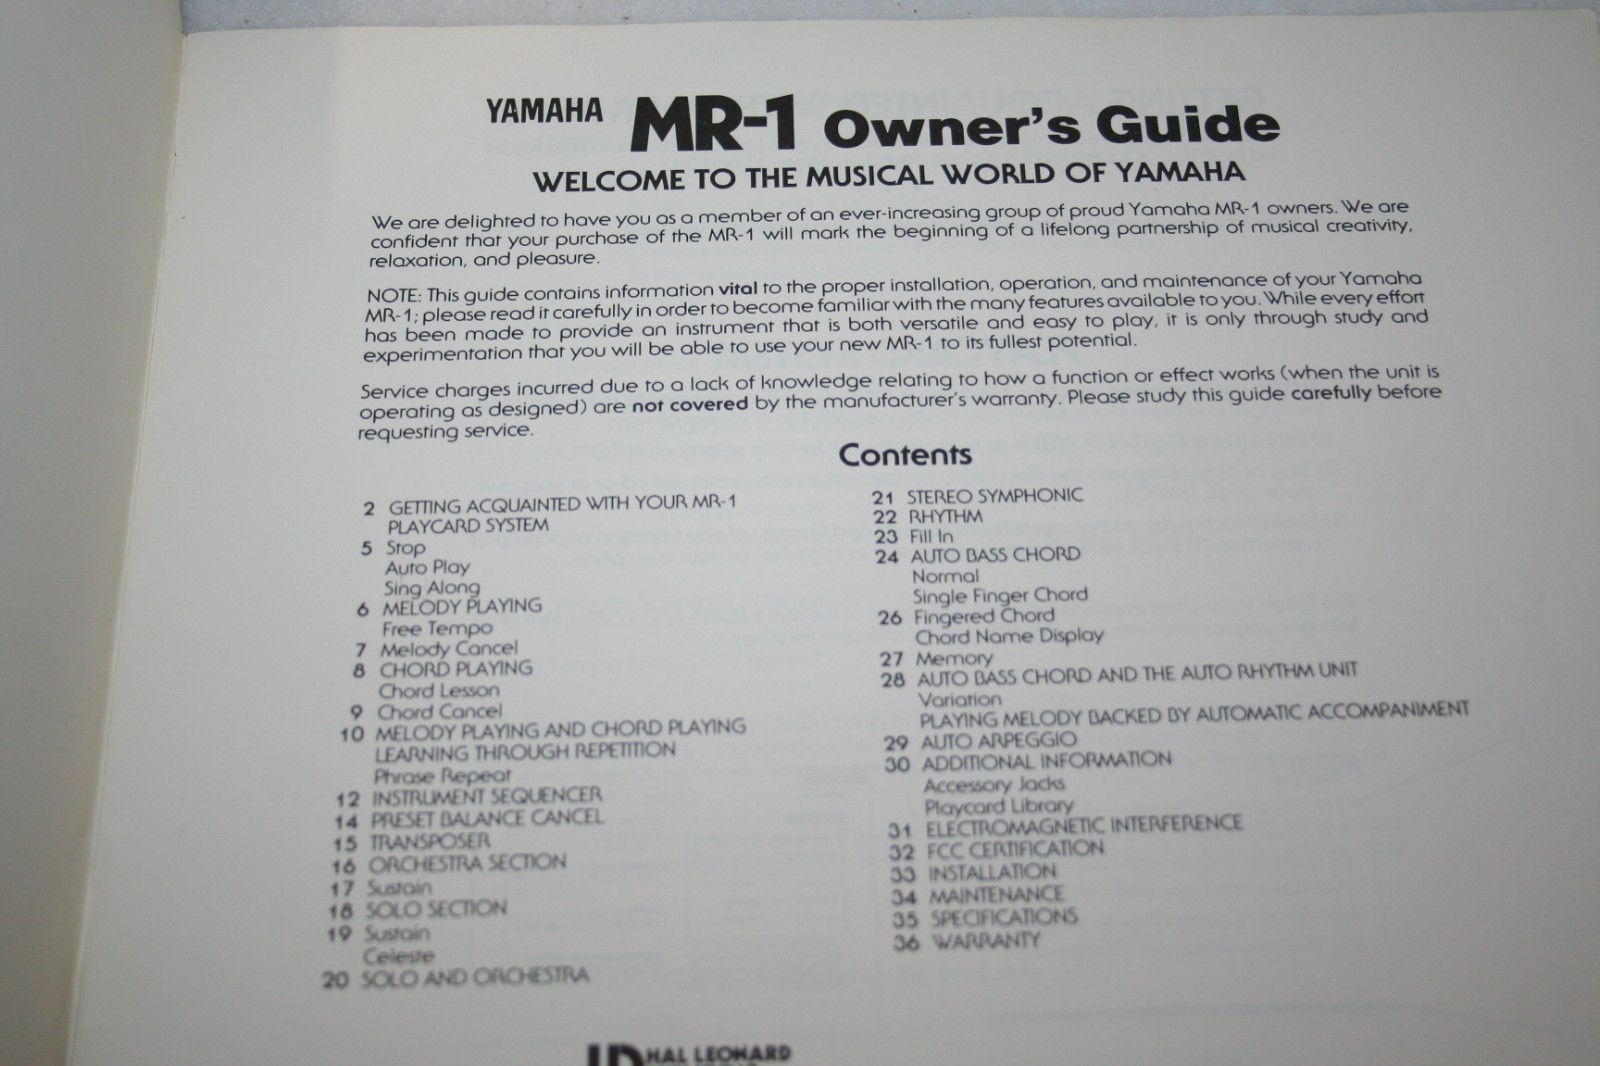 YAMAHA MR-1 Owner's Guide
WELCOME TO THE MUSICAL WORLD OF YAMAHA
We are delighted to have you as a member of an ever-increasing group of proud Yamaha MR-1 owners. We are
confident that your purchase of the MR-1 will mark the beginning of a lifelong partnership of musical creativity,
relaxation, and pleasure.
NOTE: This guide contains information vital to the proper installation, operation, and maintenance of your Yamaha
MR-1; please read it carefully in order to become familiar with the many features available to you. While every effort
has been made to provide an instrument that is both versatile and easy to play, it is only through study and
experimentation that you will be able to use your new MR-1 to its fullest potential.
Service charges incurred due to a lack of knowledge relating to how a function or effect works (when the unit is
operating as designed) are not covered by the manufacturer's warranty. Please study this guide carefully before
requesting service.
Contents
2 GETTING ACQUAINTED WITH YOUR MR-1
PLAYCARD SYSTEM
5 Stop
Auto Play
Sing Along
6 MELODY PLAYING
Free Tempo
7 Melody Cancel
8 CHORD PLAYING
Chord Lesson
9 Chord Cancel
10 MELODY PLAYING AND CHORD PLAYING
LEARNING THROUGH REPETITION
Phrase Repeat
12 INSTRUMENT SEQUENCER
14 PRESET BALANCE CANCEL
15 TRANSPOSER
16 ORCHESTRA SECTION
17 Sustain
18 SOLO SECTION
19 Sustain
Celeste
20 SOLO AND ORCHESTRA
21 STEREO SYMPHONIC
22 RHYTHM
23 Fill In
24 AUTO BASS CHORD
Normal
Single Finger Chord
26 Fingered Chord
Chord Name Display
27 Memory
28 AUTO BASS CHORD AND THE AUTO RHYTHM UNIT
Variation
PLAYING MELODY BACKED BY AUTOMATIC ACCOMPANIMENT
29 AUTO ARPEGGIO
30 ADDITIONAL INFORMATION
Accessory Jacks
Playcard Library
31 ELECTROMAGNETIC INTERFERENCE
32 FCC CERTIFICATION
33 INSTALLATION
34 MAINTENANCE
35 SPECIFICATIONS
36 WARRANTY
HAL LEONARD